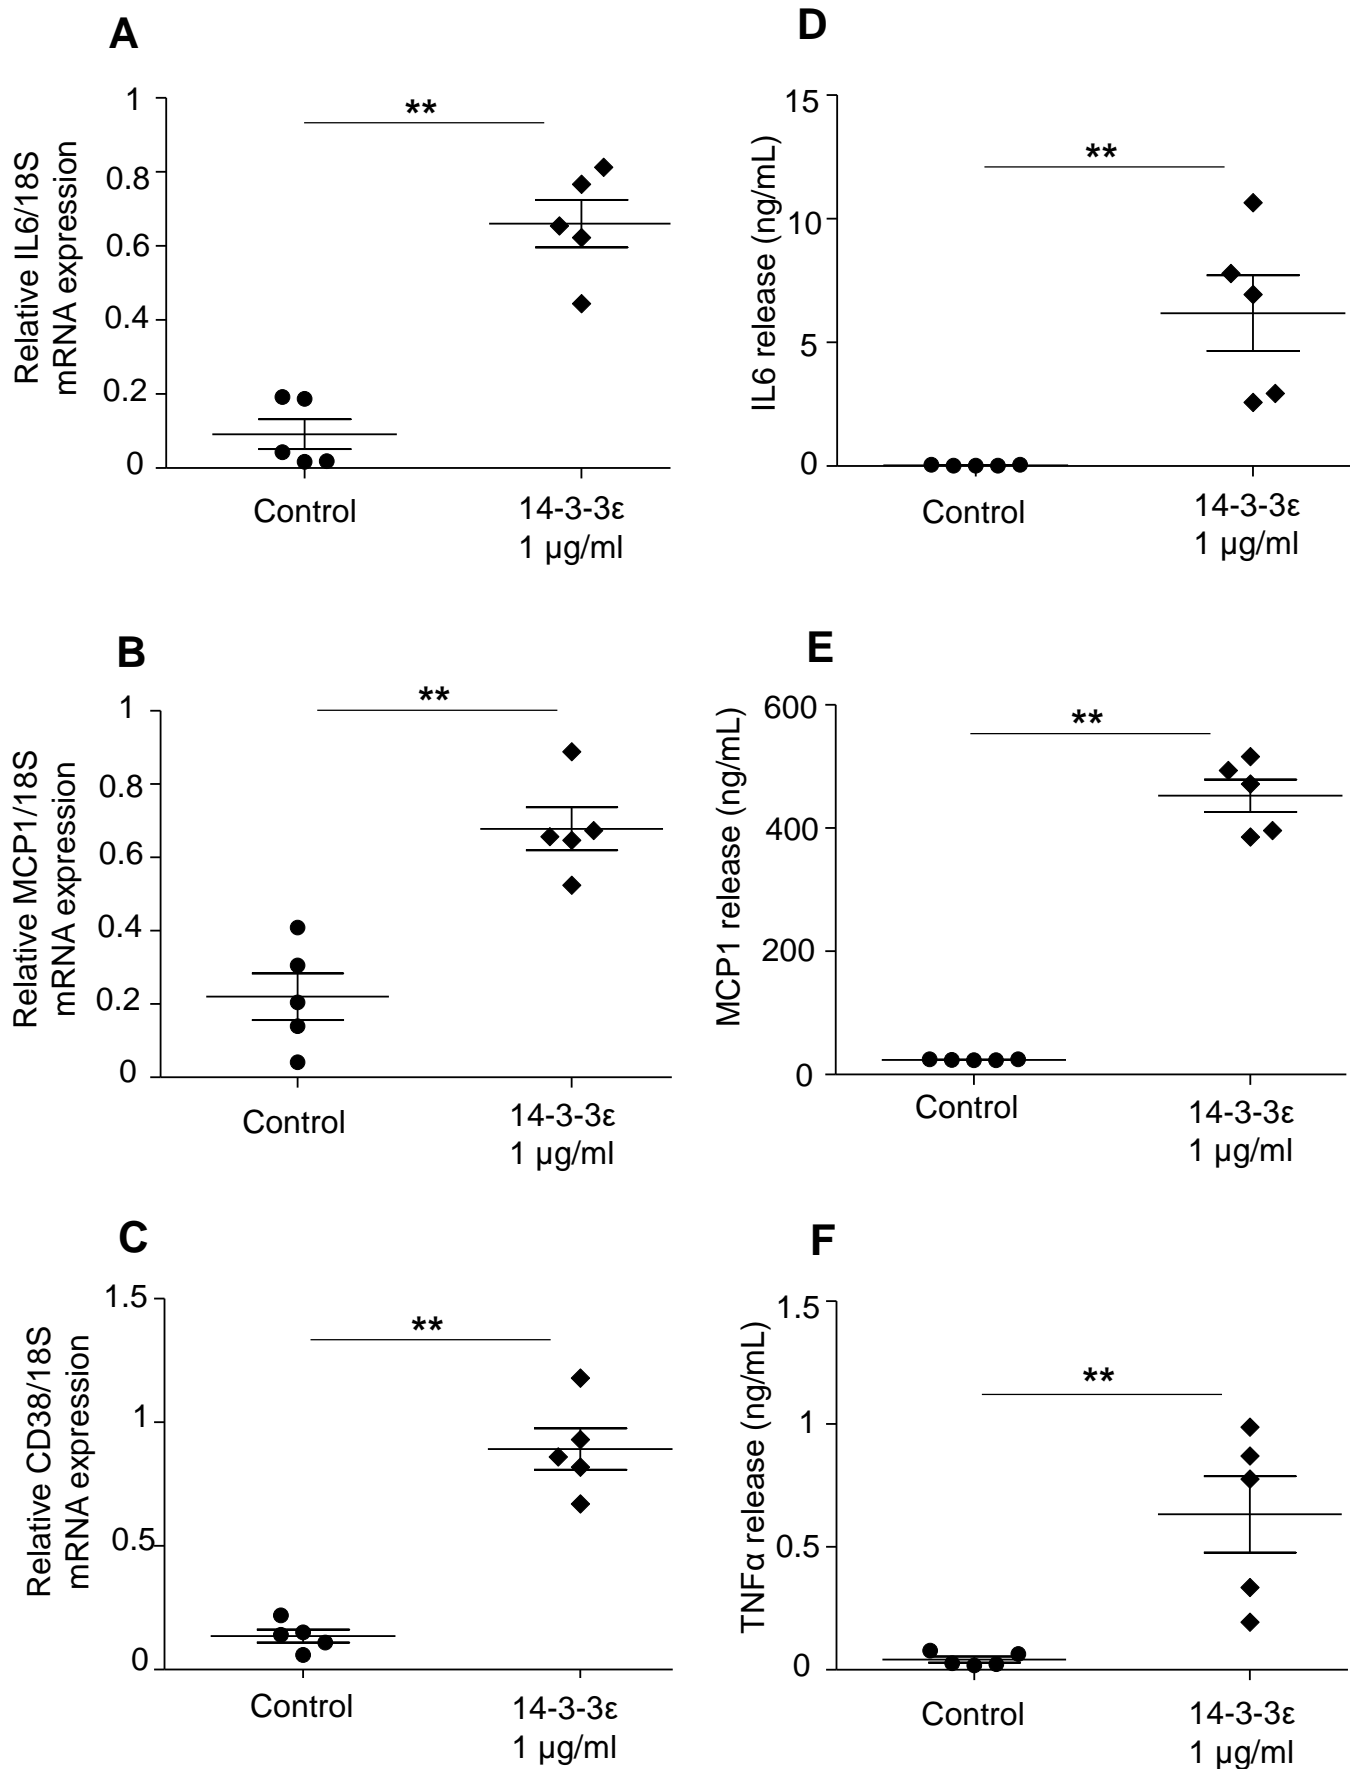 A
Relative IL6/18S
mRNA expression
1
0.8
0.6
0.4
0.2
0
**
Control
14-3-3ε
1 µg/ml
D
IL6 release (ng/mL)
15
10
5
0
**
Control
14-3-3ε
1 µg/ml
B
Relative MCP1/18S
mRNA expression
1
0.8
0.6
0.4
0.2
0
**
Control
14-3-3ε
1 µg/ml
E
MCP1 release (ng/mL)
600
400
200
0
**
Control
14-3-3ε
1 µg/ml
C
Relative CD38/18S
mRNA expression
1.5
1
0.5
0
**
Control
14-3-3ε
1 µg/ml
F
TNFα release (ng/mL)
1.5
1
0.5
0
**
Control
14-3-3ε
1 µg/ml